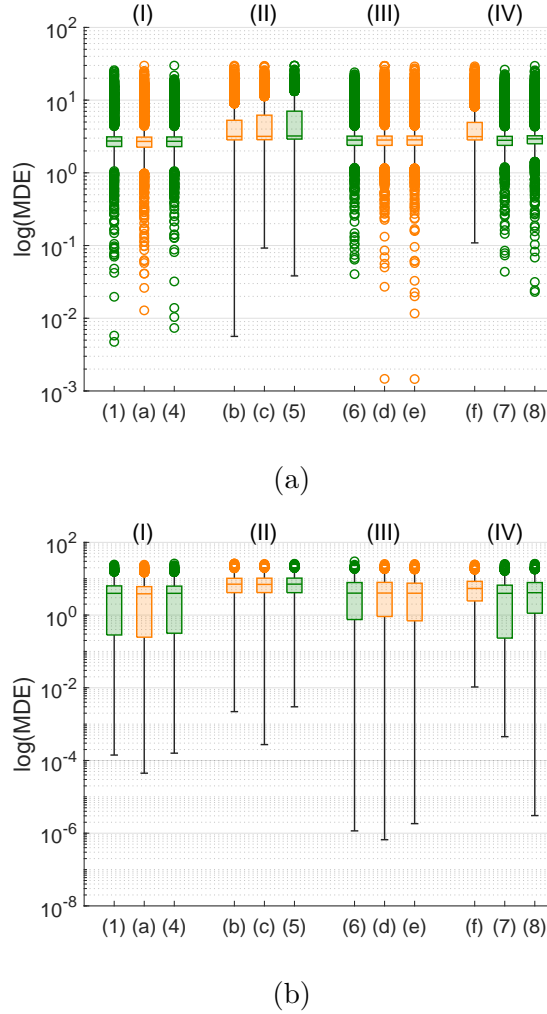 (I) (II) (III) (IV)
10^2
10^1
10^0
10^-1
10^-2
10^-3
log(MDE)
(1) (a) (4) (b) (c) (5) (6) (d) (e) (f) (7) (8)
(a)
(I) (II) (III) (IV)
10^2
10^0
10^-2
10^-4
10^-6
10^-8
log(MDE)
(1) (a) (4) (b) (c) (5) (6) (d) (e) (f) (7) (8)
(b)